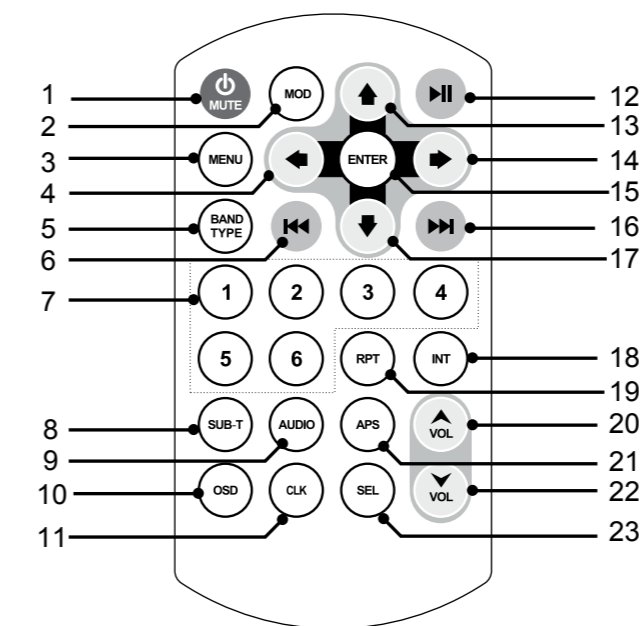 1
MUTE
2
MOD
12
13
3
MENU
4
ENTER
14
15
5
BAND
TYPE
6
16
17
7
1
2
3
4
5
6
RPT
INT
18
19
8
SUB-T
9
AUDIO
APS
VOL
20
21
10
OSD
11
CLK
SEL
VOL
22
23